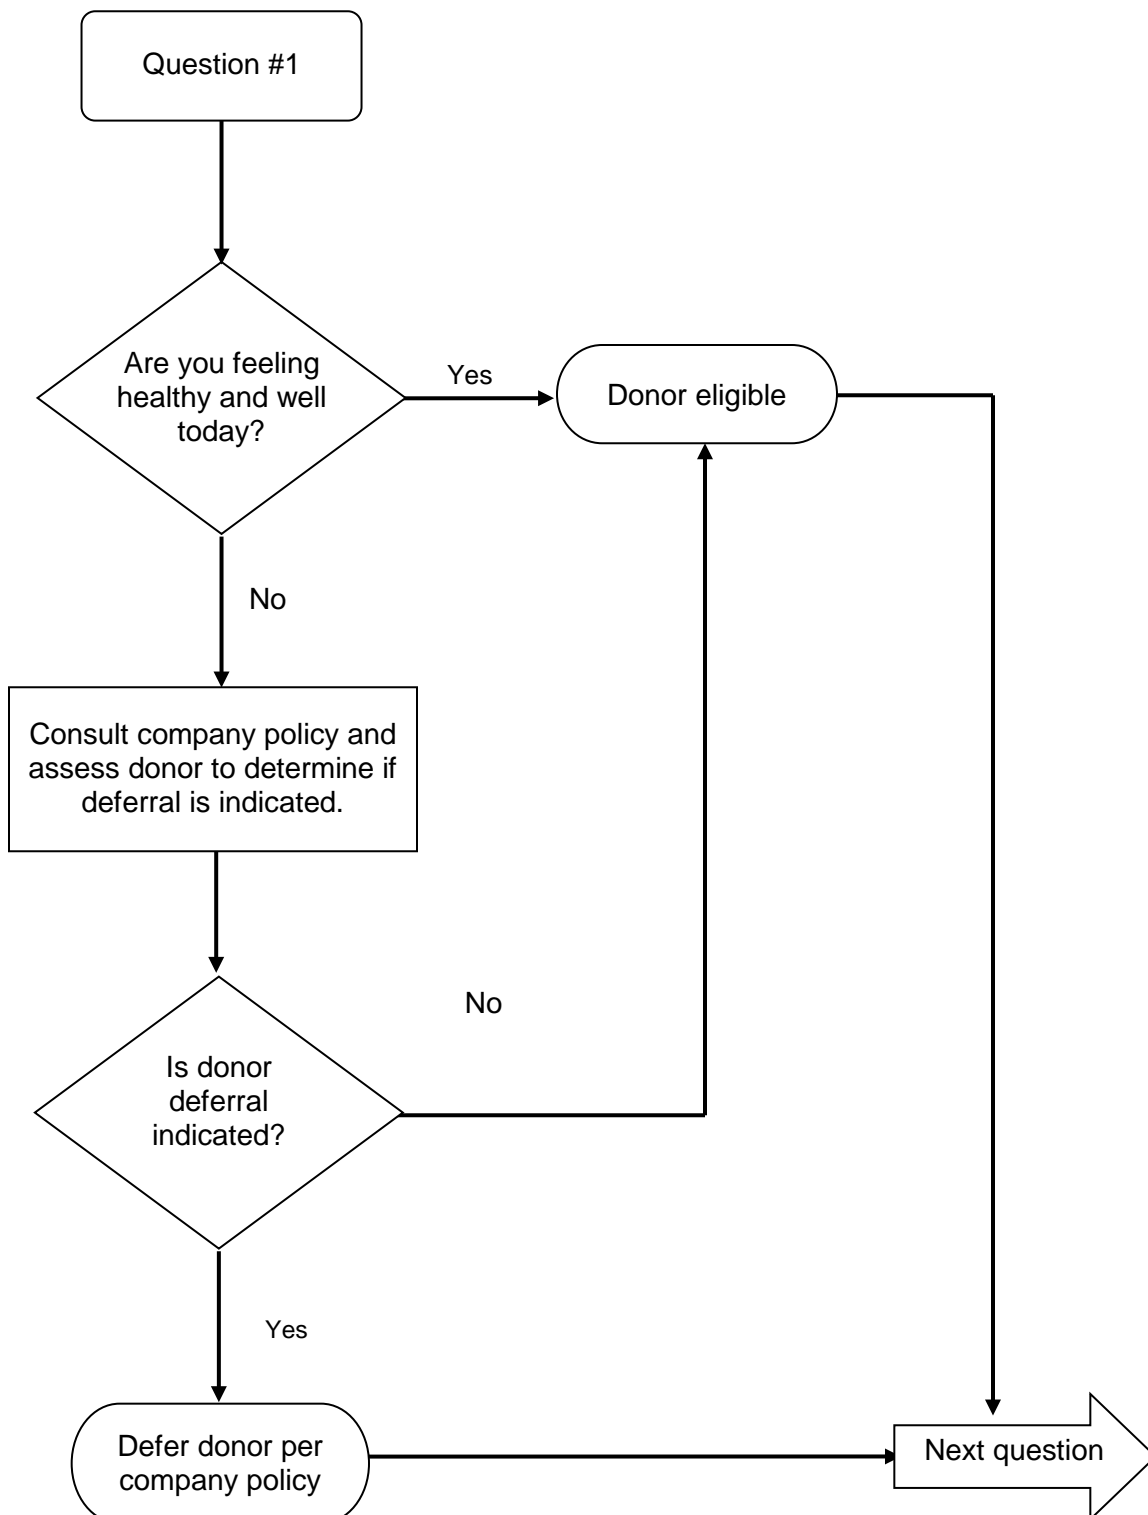 Question #1
Are you feeling
healthy and well
today?
Yes
Donor eligible
No
Consult company policy and
assess donor to determine if
deferral is indicated.
No
Is donor
deferral
indicated?
Yes
Defer donor per
company policy
Next question